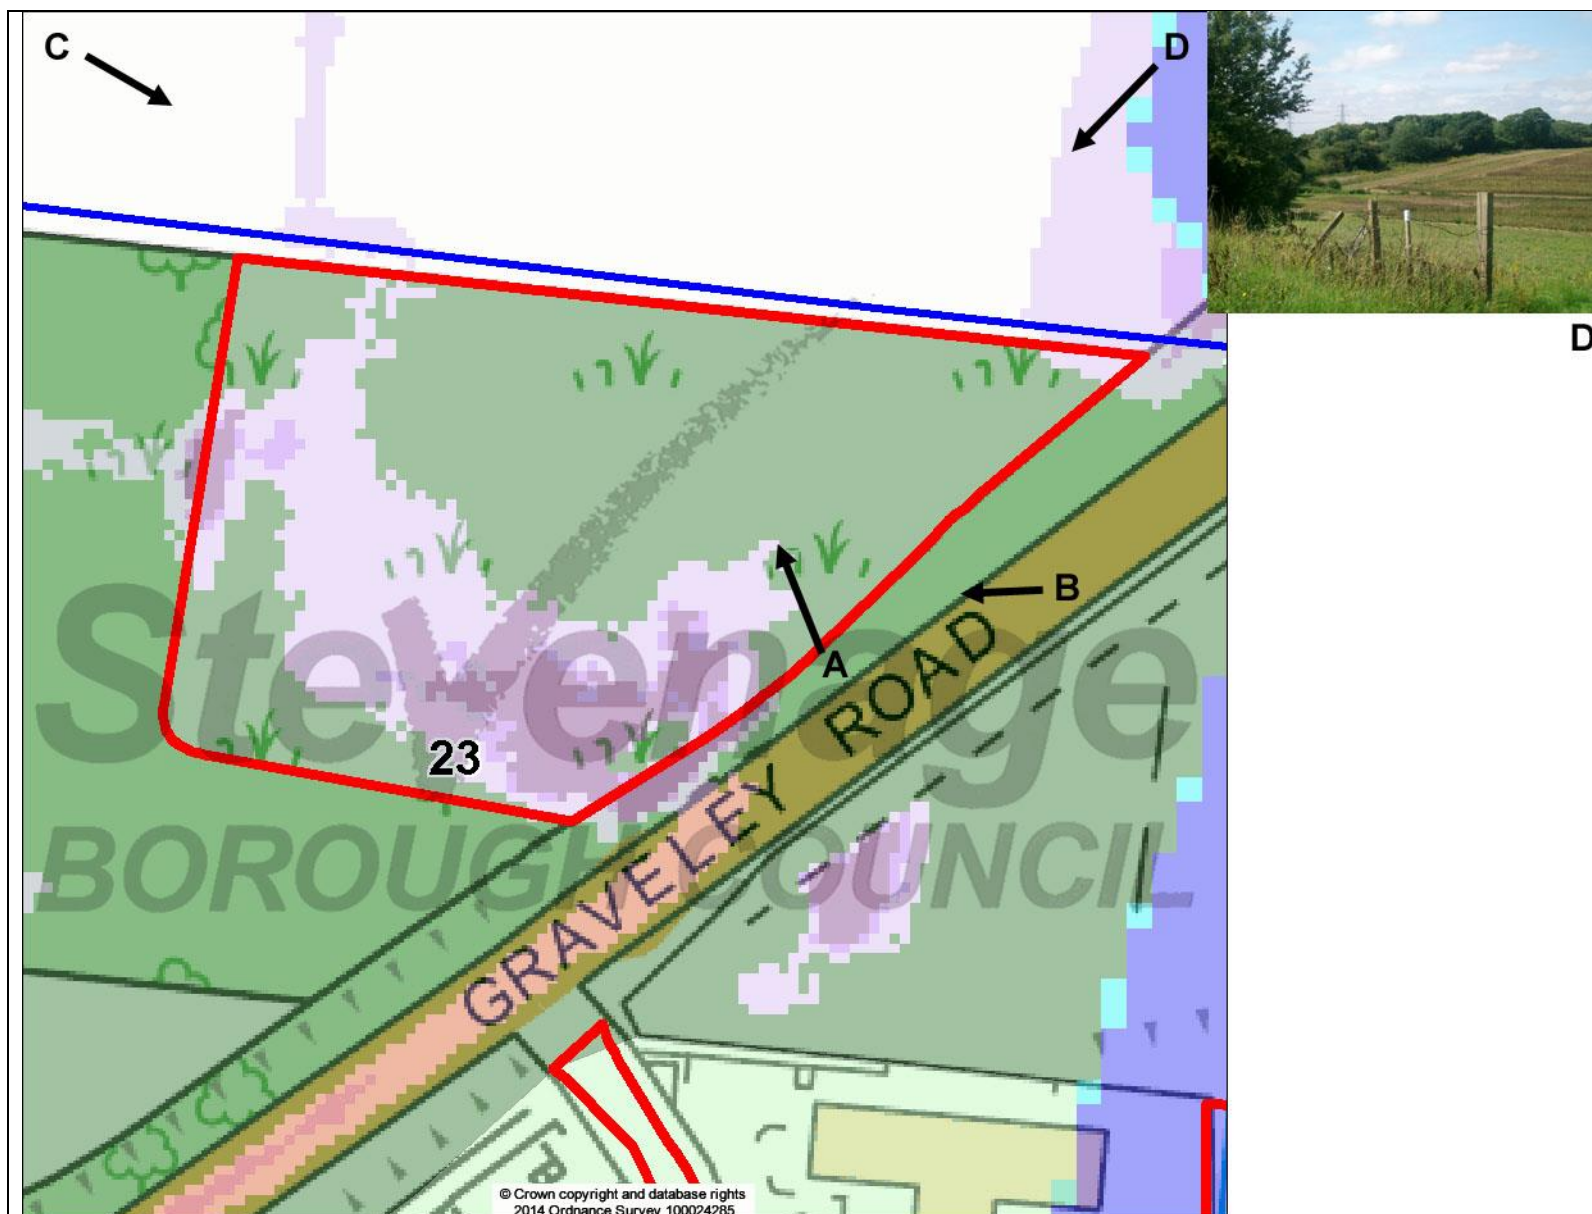 C
D
D
B
A
23
Stevenage
BOROUGH COUNCIL
GRAVELEY ROAD
© Crown copyright and database rights
2014 Ordnance Survey 100024285